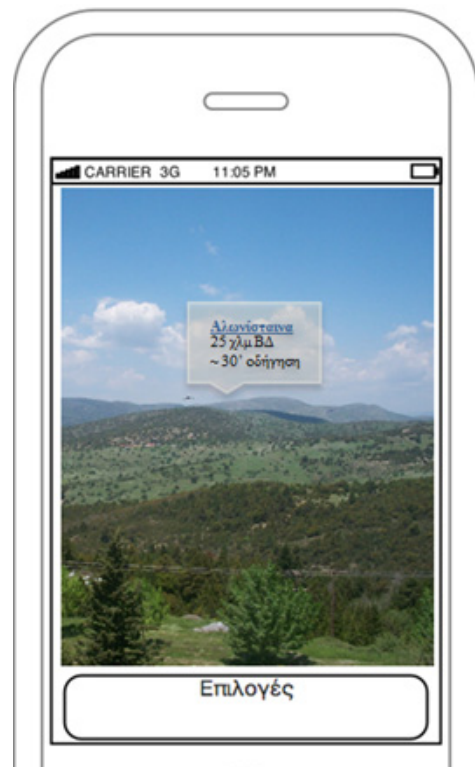 CARRIER 3G 11:05 PM
Αλωνίσταινα
25 χλμ ΒΔ
~30' οδήγηση
Επιλογές